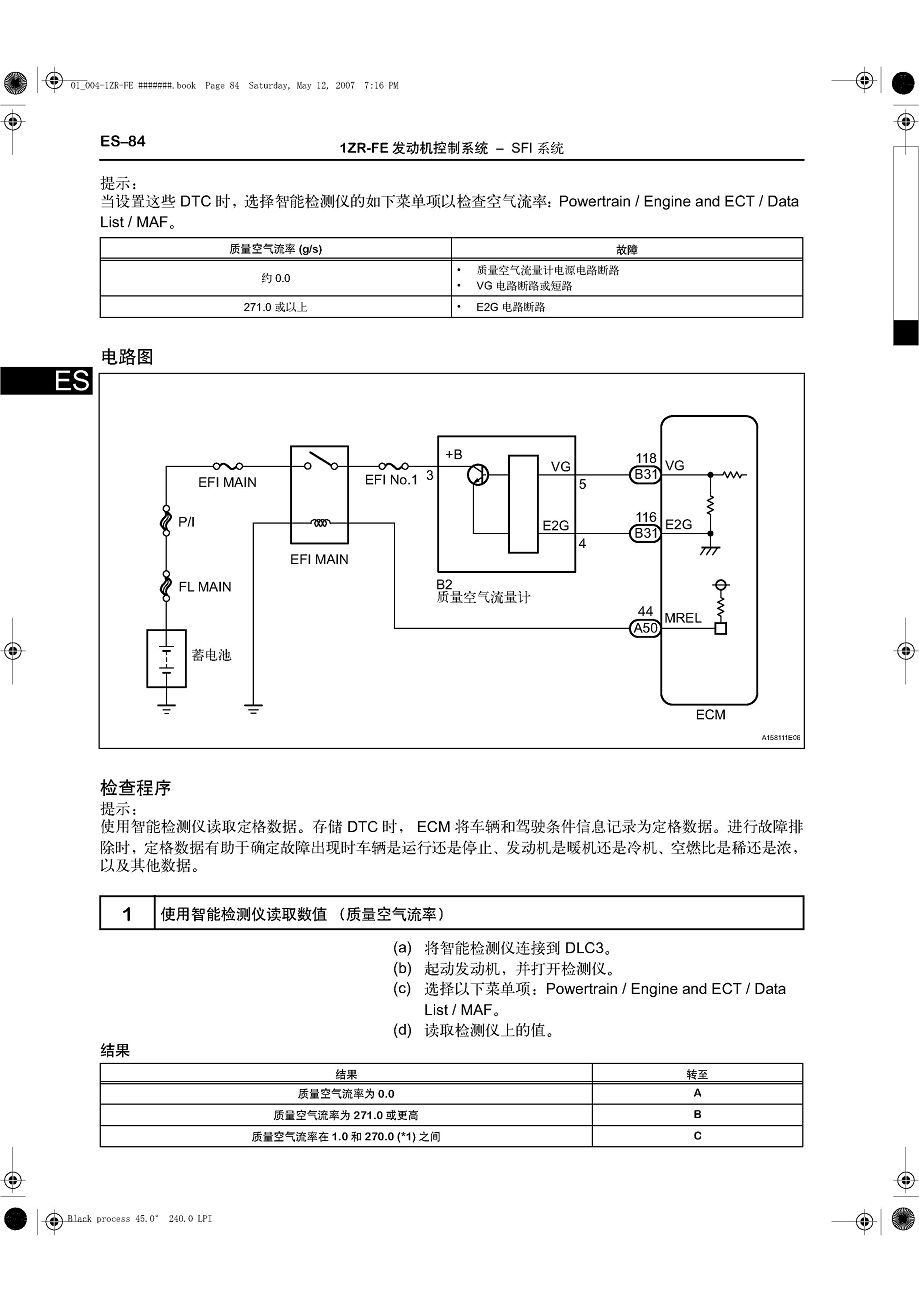 01_004-1ZR-FE #######.book Page 84 Saturday, May 12, 2007 7:16 PM
ES–84
1ZR-FE 发动机控制系统 – SFI 系统
提示：
当设置这些 DTC 时，选择智能检测仪的如下菜单项以检查空气流率：Powertrain / Engine and ECT / Data
List / MAF。
质量空气流率 (g/s) 故障
约 0.0
• 质量空气流量计电源电路断路
• VG 电路断路或短路
271.0 或以上 • E2G 电路断路
电路图
ES
EFI MAIN
EFI MAIN
EFI No.1
3
+B
VG
5
E2G
4
B2
质量空气流量计
P/I
FL MAIN
蓄电池
118
B31
VG
116
B31
E2G
44
A50
MREL
ECM
A158111E06
检查程序
提示：
使用智能检测仪读取定格数据。存储 DTC 时， ECM 将车辆和驾驶条件信息记录为定格数据。进行故障排
除时，定格数据有助于确定故障出现时车辆是运行还是停止、发动机是暖机还是冷机、空燃比是稀还是浓，
以及其他数据。
1 使用智能检测仪读取数值 （质量空气流率）
(a) 将智能检测仪连接到 DLC3。
(b) 起动发动机，并打开检测仪。
(c) 选择以下菜单项：Powertrain / Engine and ECT / Data
List / MAF。
(d) 读取检测仪上的值。
结果
结果 转至
质量空气流率为 0.0 A
质量空气流率为 271.0 或更高 B
质量空气流率在 1.0 和 270.0 (*1) 之间 C
Black process 45.0° 240.0 LPI